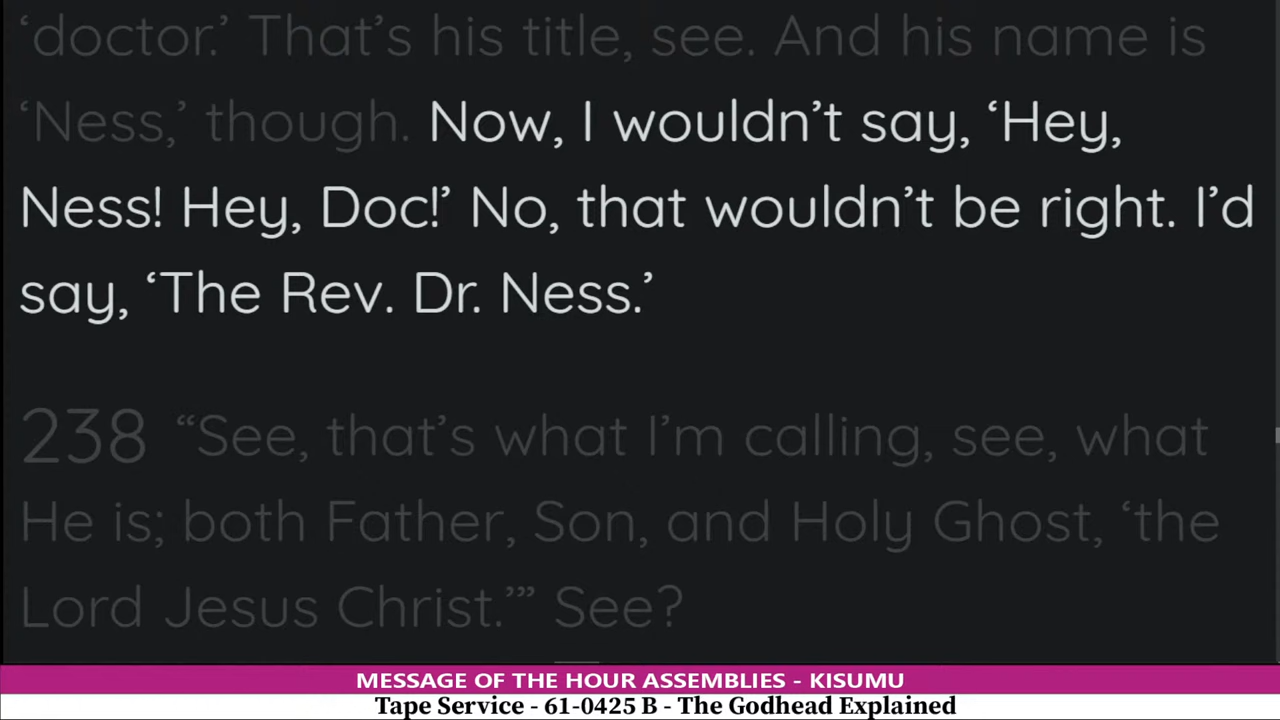 ‘doctor.’ That’s his title, see. And his name is
‘Ness,’ though. Now, I wouldn’t say, ‘Hey,
Ness! Hey, Doc!’ No, that wouldn’t be right. I’d
say, ‘The Rev. Dr. Ness.’
238 “See, that’s what I’m calling, see, what
He is; both Father, Son, and Holy Ghost, ‘the
Lord Jesus Christ.’” See?
MESSAGE OF THE HOUR ASSEMBLIES - KISUMU
Tape Service - 61-0425 B - The Godhead Explained